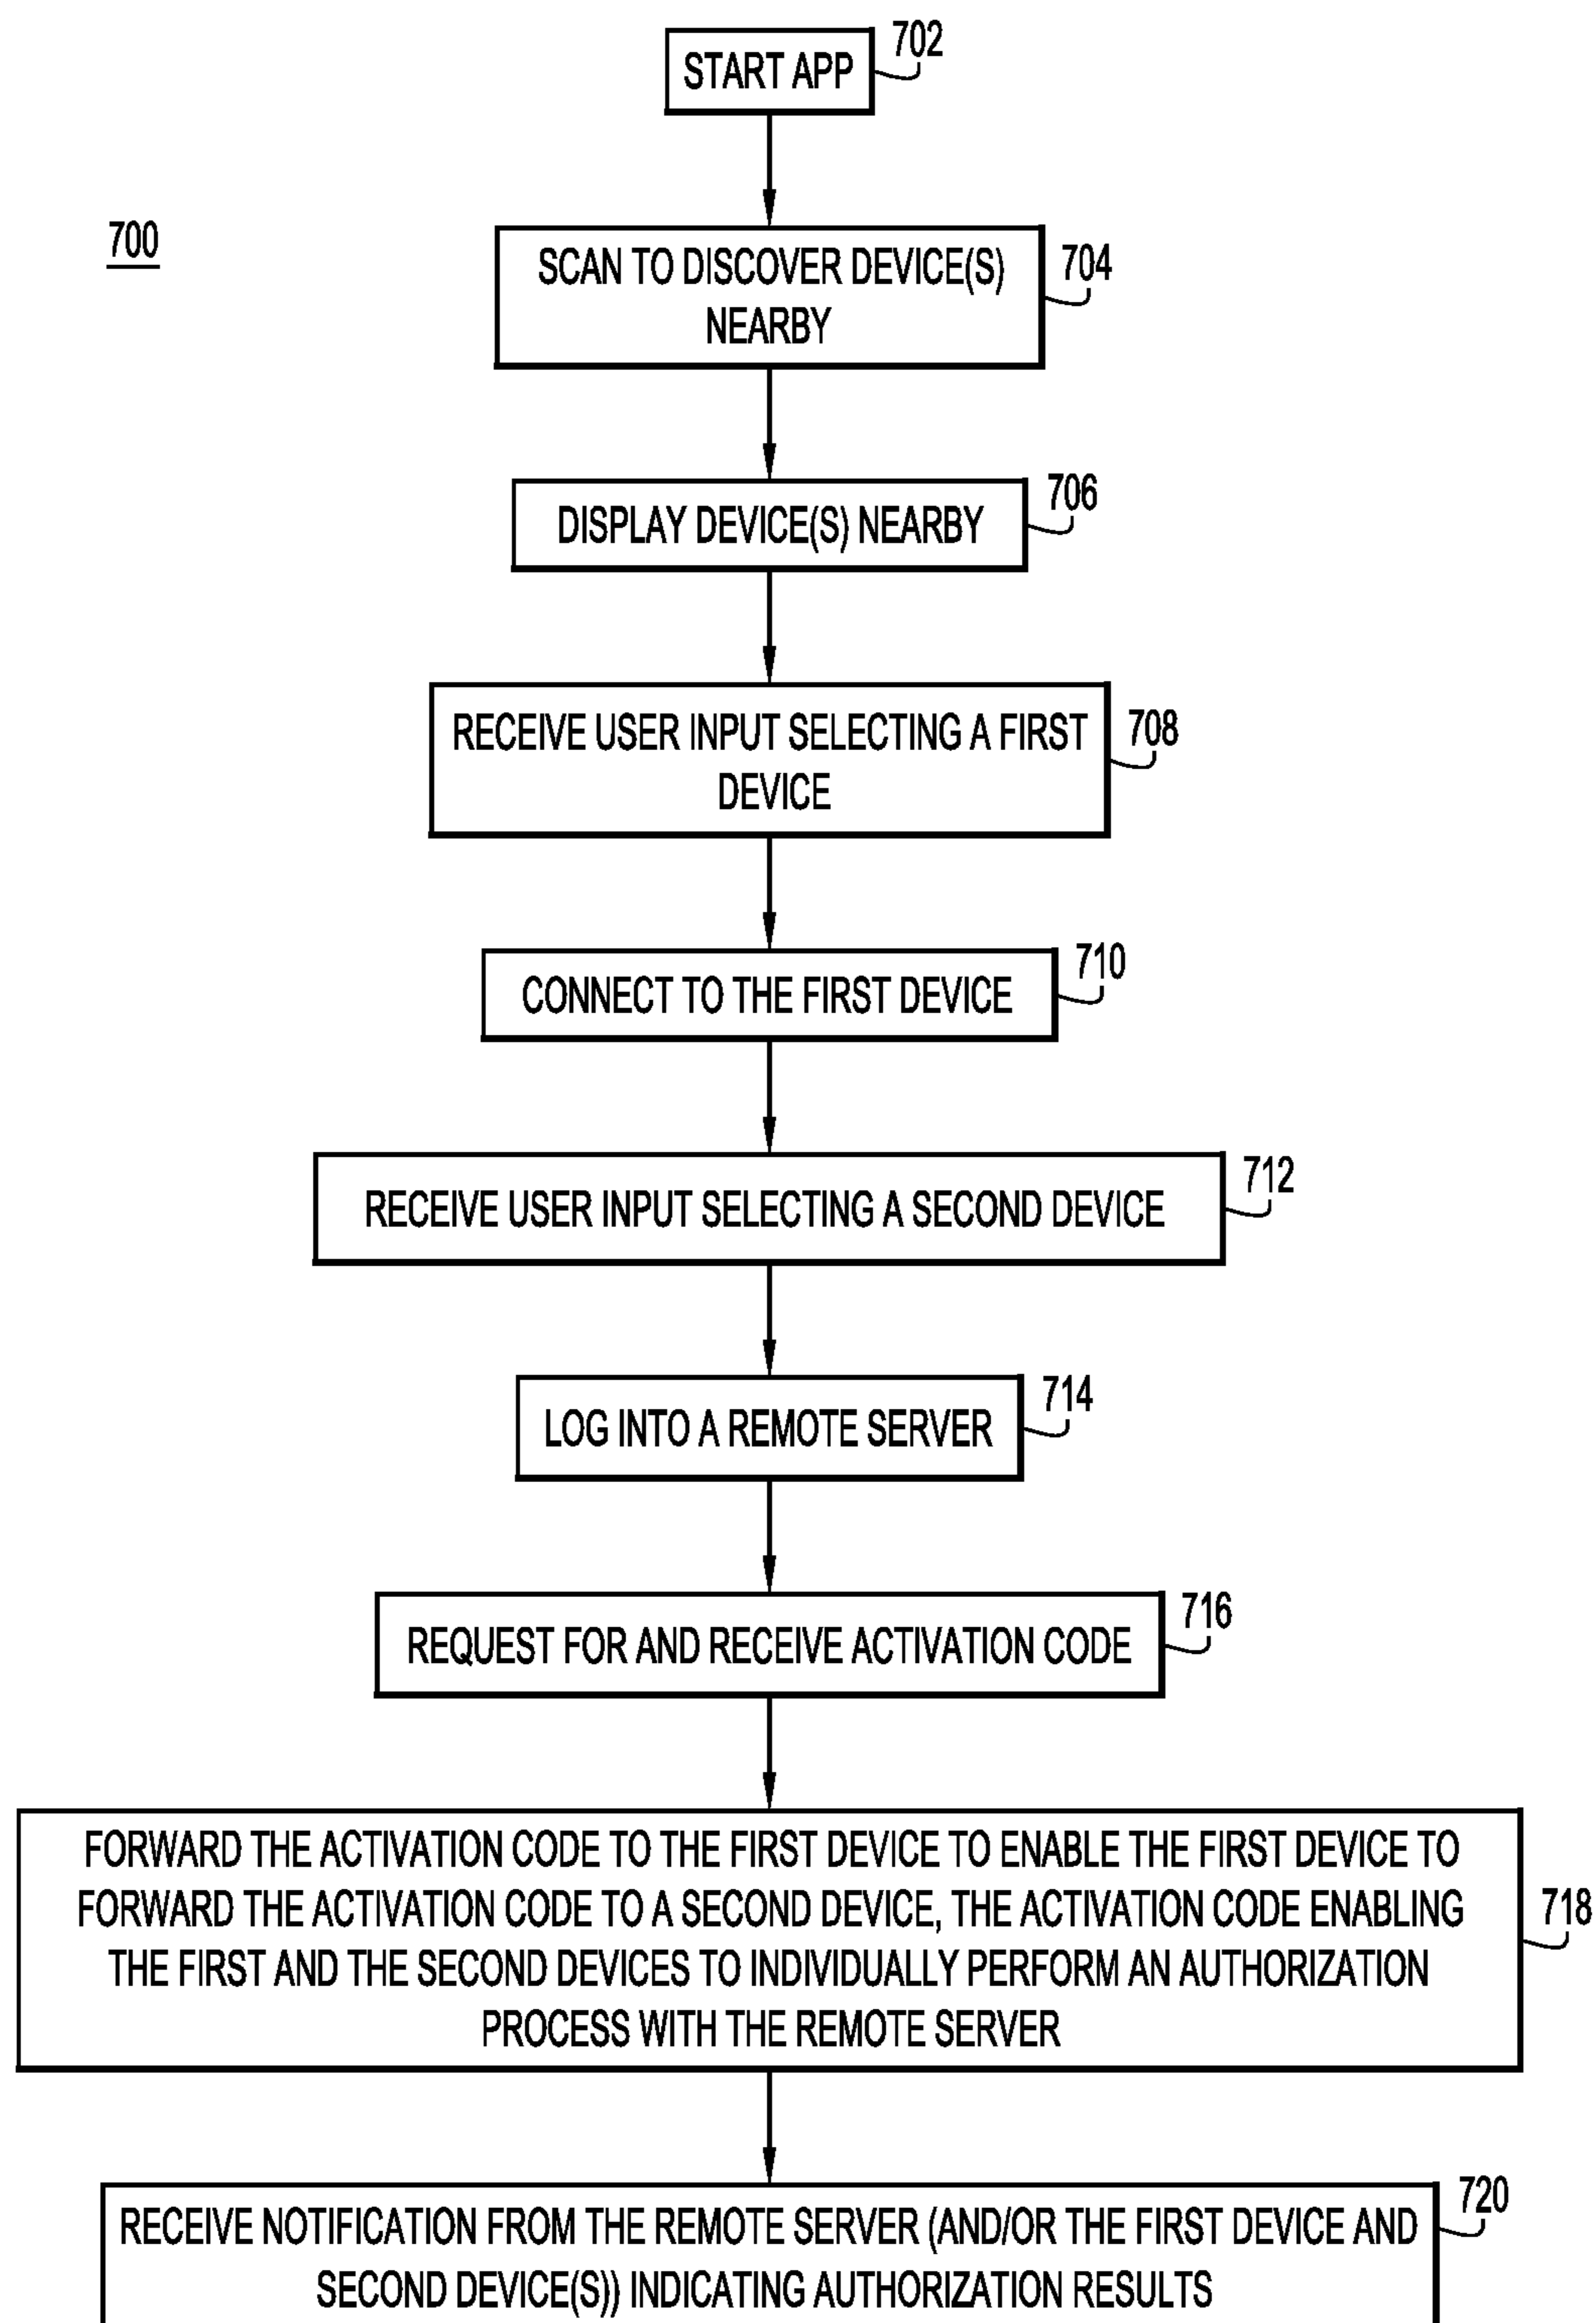 START APP
702
700
SCAN TO DISCOVER DEVICE(S)
NEARBY
704
DISPLAY DEVICE(S) NEARBY
706
RECEIVE USER INPUT SELECTING A FIRST
DEVICE
708
CONNECT TO THE FIRST DEVICE
710
RECEIVE USER INPUT SELECTING A SECOND DEVICE
712
LOG INTO A REMOTE SERVER
714
REQUEST FOR AND RECEIVE ACTIVATION CODE
716
FORWARD THE ACTIVATION CODE TO THE FIRST DEVICE TO ENABLE THE FIRST DEVICE TO
FORWARD THE ACTIVATION CODE TO A SECOND DEVICE, THE ACTIVATION CODE ENABLING
THE FIRST AND THE SECOND DEVICES TO INDIVIDUALLY PERFORM AN AUTHORIZATION
PROCESS WITH THE REMOTE SERVER
718
RECEIVE NOTIFICATION FROM THE REMOTE SERVER (AND/OR THE FIRST DEVICE AND
SECOND DEVICE(S)) INDICATING AUTHORIZATION RESULTS
720